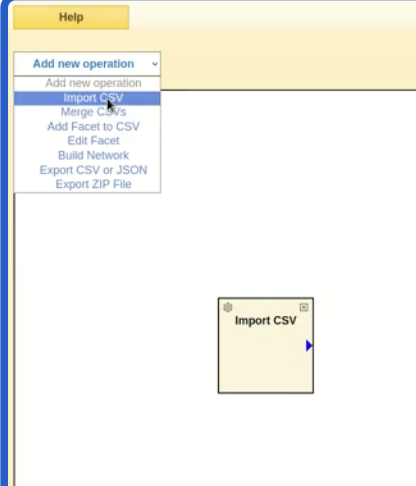 Help
Add new operation
Add new operation
Import CSV
Merge CSVs
Add Facet to CSV
Edit Facet
Build Network
Export CSV or JSON
Export ZIP File
Import CSV